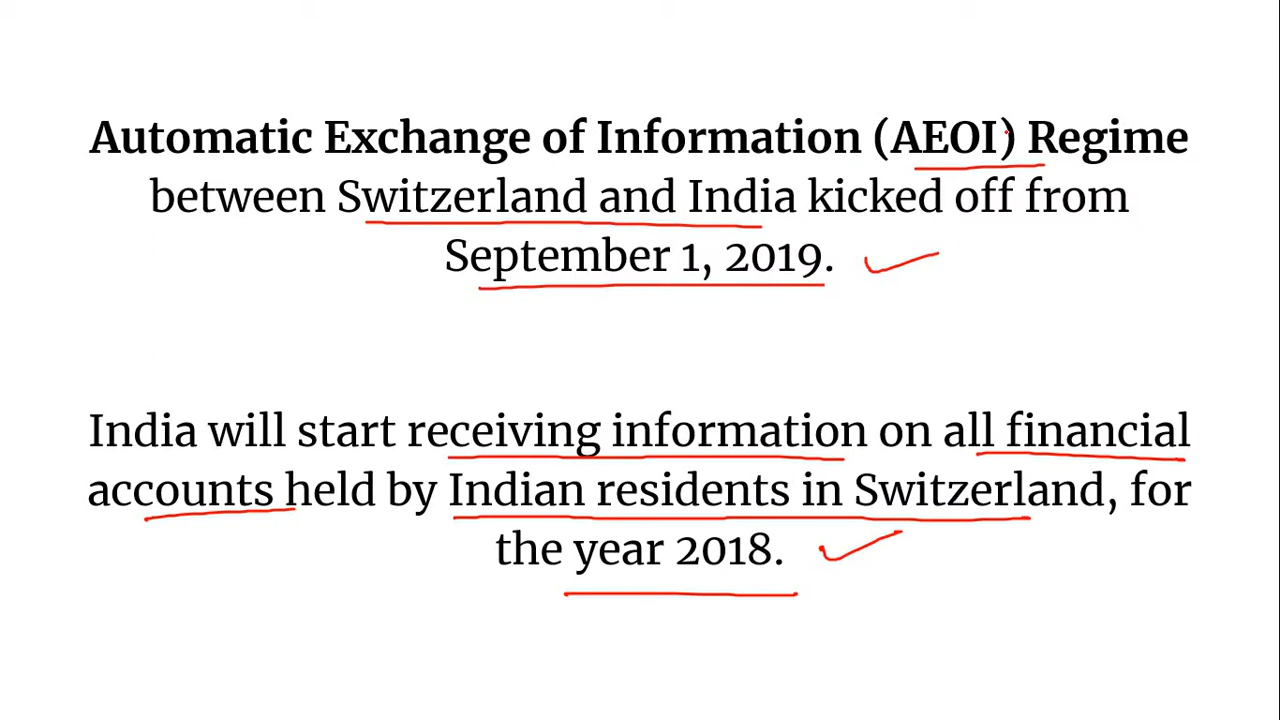 Automatic Exchange of Information (AEOI) Regime
between Switzerland and India kicked off from
September 1, 2019.
India will start receiving information on all financial
accounts held by Indian residents in Switzerland, for
the year 2018.